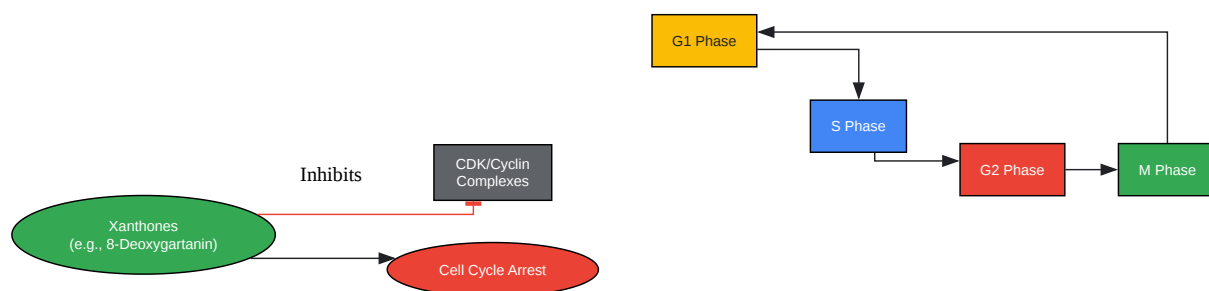 G1 Phase
S Phase
CDK/Cyclin
Complexes
Inhibits
G2 Phase
M Phase
Xanthones
(e.g., 8-Deoxygartanin)
Cell Cycle Arrest